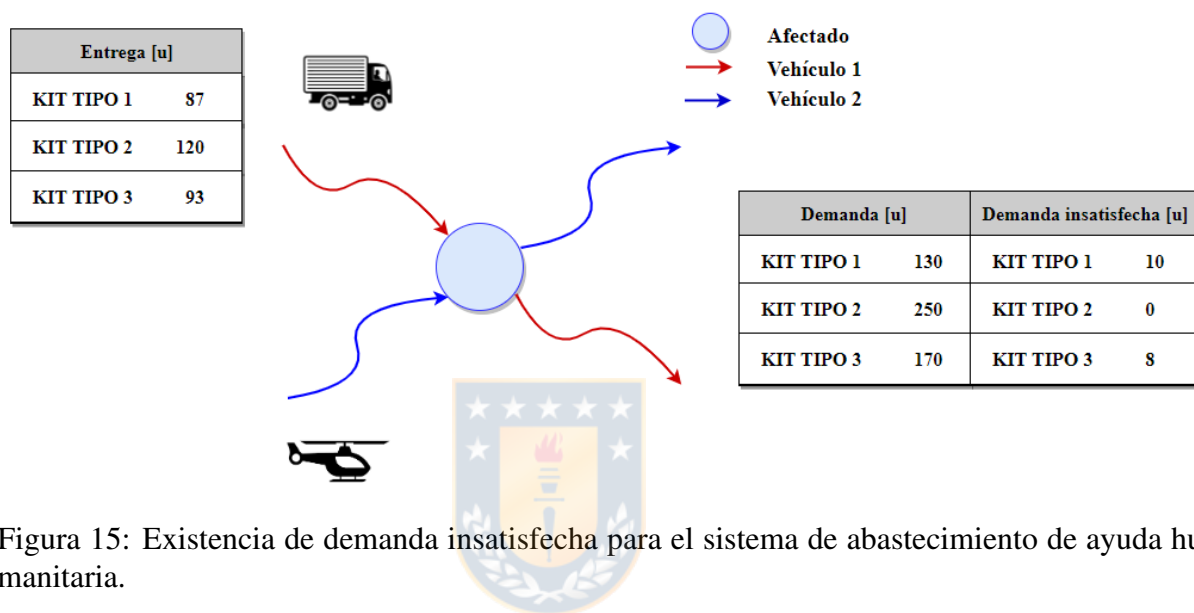 Entrega [u]
KIT TIPO 1 87
KIT TIPO 2 120
KIT TIPO 3 93
Afectado
Vehículo 1
Vehículo 2
Demanda [u] Demanda insatisfecha [u]
KIT TIPO 1 130 KIT TIPO 1 10
KIT TIPO 2 250 KIT TIPO 2 0
KIT TIPO 3 170 KIT TIPO 3 8
Figura 15: Existencia de demanda insatisfecha para el sistema de abastecimiento de ayuda hu
manitaria.